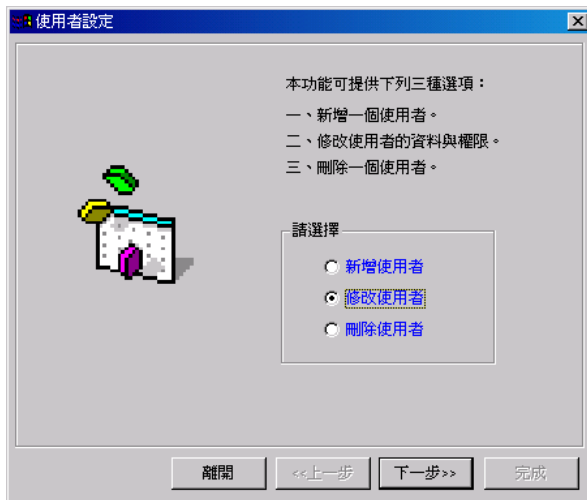 使用者設定
本功能可提供下列三種選項：
一、新增一個使用者。
二、修改使用者的資料與權限。
三、刪除一個使用者。
請選擇
新增使用者
修改使用者
刪除使用者
離開
<<上一步
下一步>>
完成